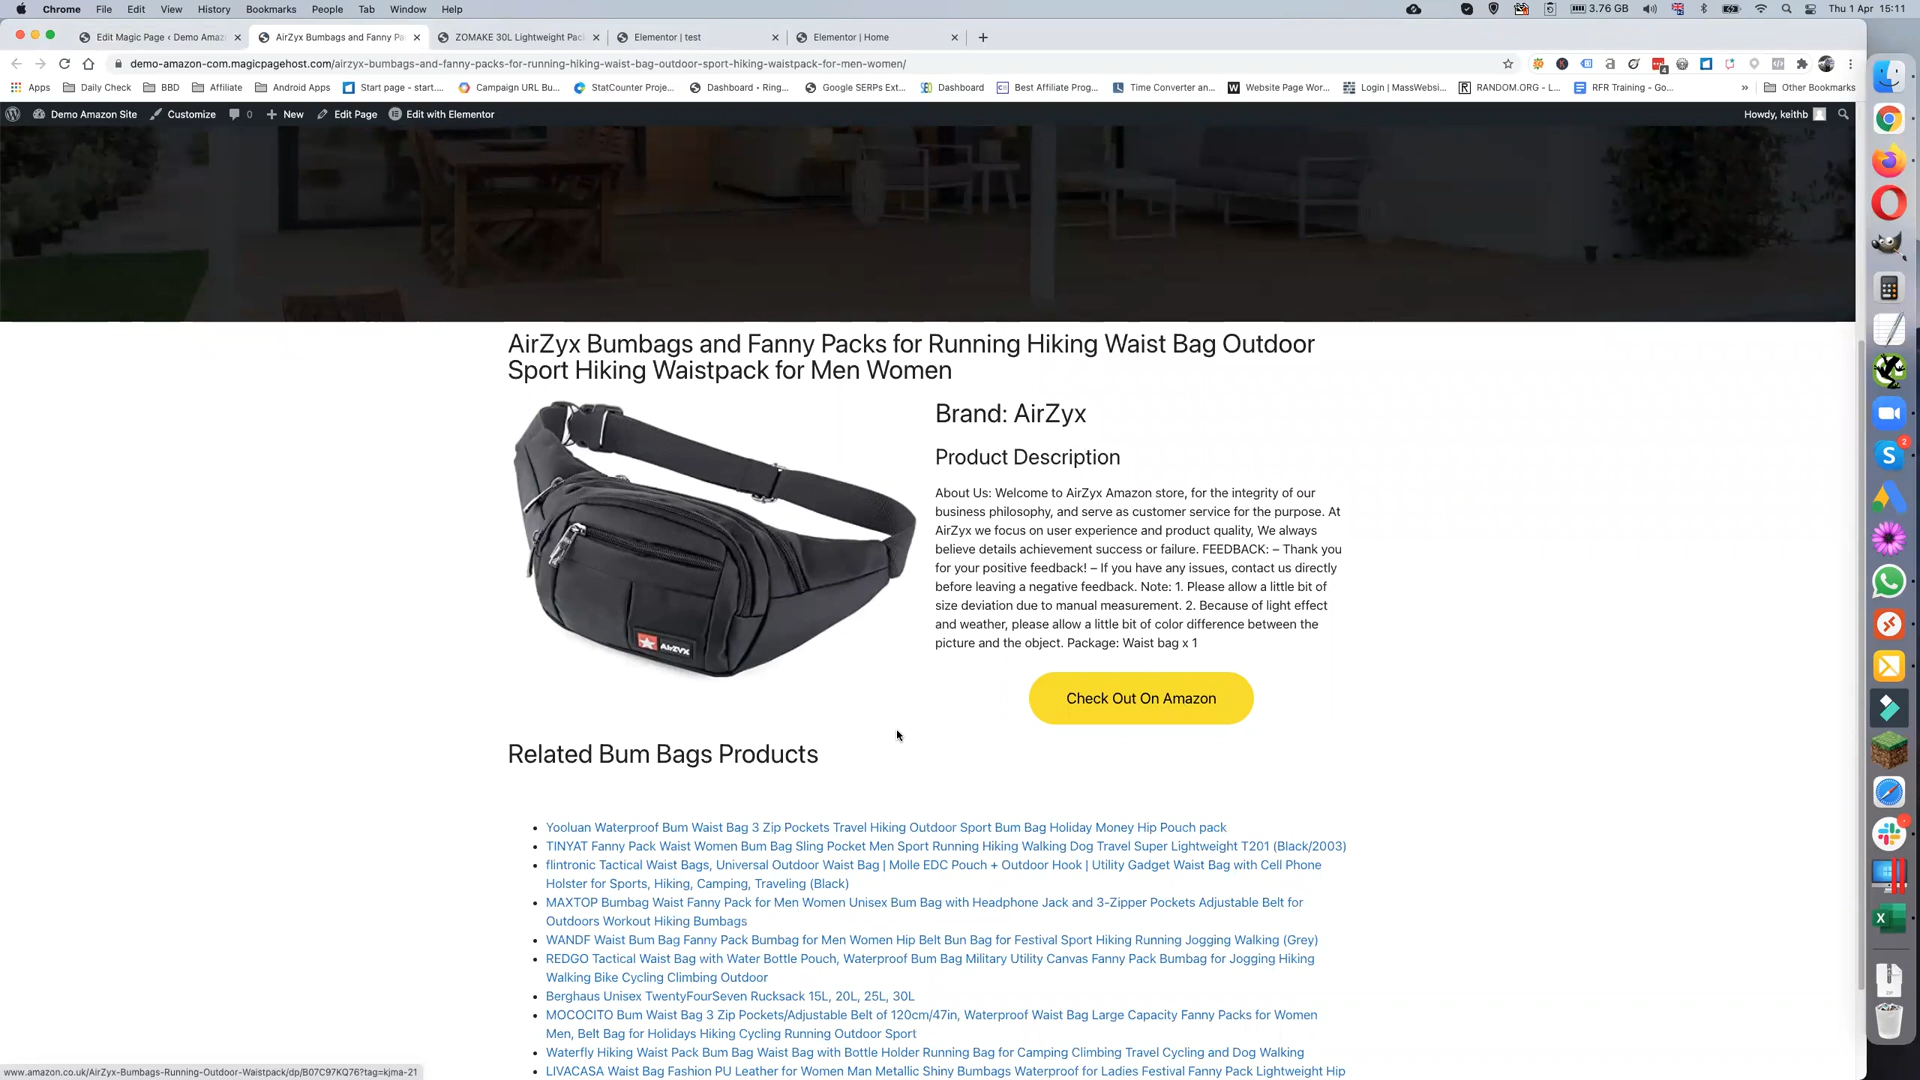 Chrome File Edit View History Bookmarks People Tab Window Help 3.76 GB Thu 1 Apr 15:11
Edit Magic Page ‹ Demo Amaz AirZyx Bumbags and Fanny Pa ZOMAKE 30L Lightweight Pac Elementor | test Elementor | Home
demo-amazon-com.magicpagehost.com/airzyx-bumbags-and-fanny-packs-for-running-hiking-waist-bag-outdoor-sport-hiking-waistpack-for-men-women/
Apps Daily Check BBD Affiliate Android Apps Start page - start.... Campaign URL Bu... StatCounter Proje... Dashboard • Ring... Google SERPs Ext... Dashboard Best Affiliate Prog... Time Converter an... Website Page Wor... Login | MassWebsi... RANDOM.ORG - L... RFR Training - Go... » Other Bookmarks
Demo Amazon Site Customize 0 New Edit Page Edit with Elementor Howdy, keithb
AirZyx Bumbags and Fanny Packs for Running Hiking Waist Bag Outdoor
Sport Hiking Waistpack for Men Women
Brand: AirZyx
Product Description
About Us: Welcome to AirZyx Amazon store, for the integrity of our
business philosophy, and serve as customer service for the purpose. At
AirZyx we focus on user experience and product quality, We always
believe details achievement success or failure. FEEDBACK: – Thank you
for your positive feedback! – If you have any issues, contact us directly
before leaving a negative feedback. Note: 1. Please allow a little bit of
size deviation due to manual measurement. 2. Because of light effect
and weather, please allow a little bit of color difference between the
picture and the object. Package: Waist bag x 1
AirZyx
Check Out On Amazon
Related Bum Bags Products
Yooluan Waterproof Bum Waist Bag 3 Zip Pockets Travel Hiking Outdoor Sport Bum Bag Holiday Money Hip Pouch pack
TINYAT Fanny Pack Waist Women Bum Bag Sling Pocket Men Sport Running Hiking Walking Dog Travel Super Lightweight T201 (Black/2003)
flintronic Tactical Waist Bags, Universal Outdoor Waist Bag | Molle EDC Pouch + Outdoor Hook | Utility Gadget Waist Bag with Cell Phone
Holster for Sports, Hiking, Camping, Traveling (Black)
MAXTOP Bumbag Waist Fanny Pack for Men Women Unisex Bum Bag with Headphone Jack and 3-Zipper Pockets Adjustable Belt for
Outdoors Workout Hiking Bumbags
WANDF Waist Bum Bag Fanny Pack Bumbag for Men Women Hip Belt Bun Bag for Festival Sport Hiking Running Jogging Walking (Grey)
REDGO Tactical Waist Bag with Water Bottle Pouch, Waterproof Bum Bag Military Utility Canvas Fanny Pack Bumbag for Jogging Hiking
Walking Bike Cycling Climbing Outdoor
Berghaus Unisex TwentyFourSeven Rucksack 15L, 20L, 25L, 30L
MOCOCITO Bum Waist Bag 3 Zip Pockets/Adjustable Belt of 120cm/47in, Waterproof Waist Bag Large Capacity Fanny Packs for Women
Men, Belt Bag for Holidays Hiking Cycling Running Outdoor Sport
Waterfly Hiking Waist Pack Bum Bag Waist Bag with Bottle Holder Running Bag for Camping Climbing Travel Cycling and Dog Walking
LIVACASA Waist Bag Fashion PU Leather for Women Man Metallic Shiny Bumbags Waterproof for Ladies Festival Fanny Pack Lightweight Hip
www.amazon.co.uk/AirZyx-Bumbags-Running-Outdoor-Waistpack/dp/B07C97KQ76?tag=kjma-21